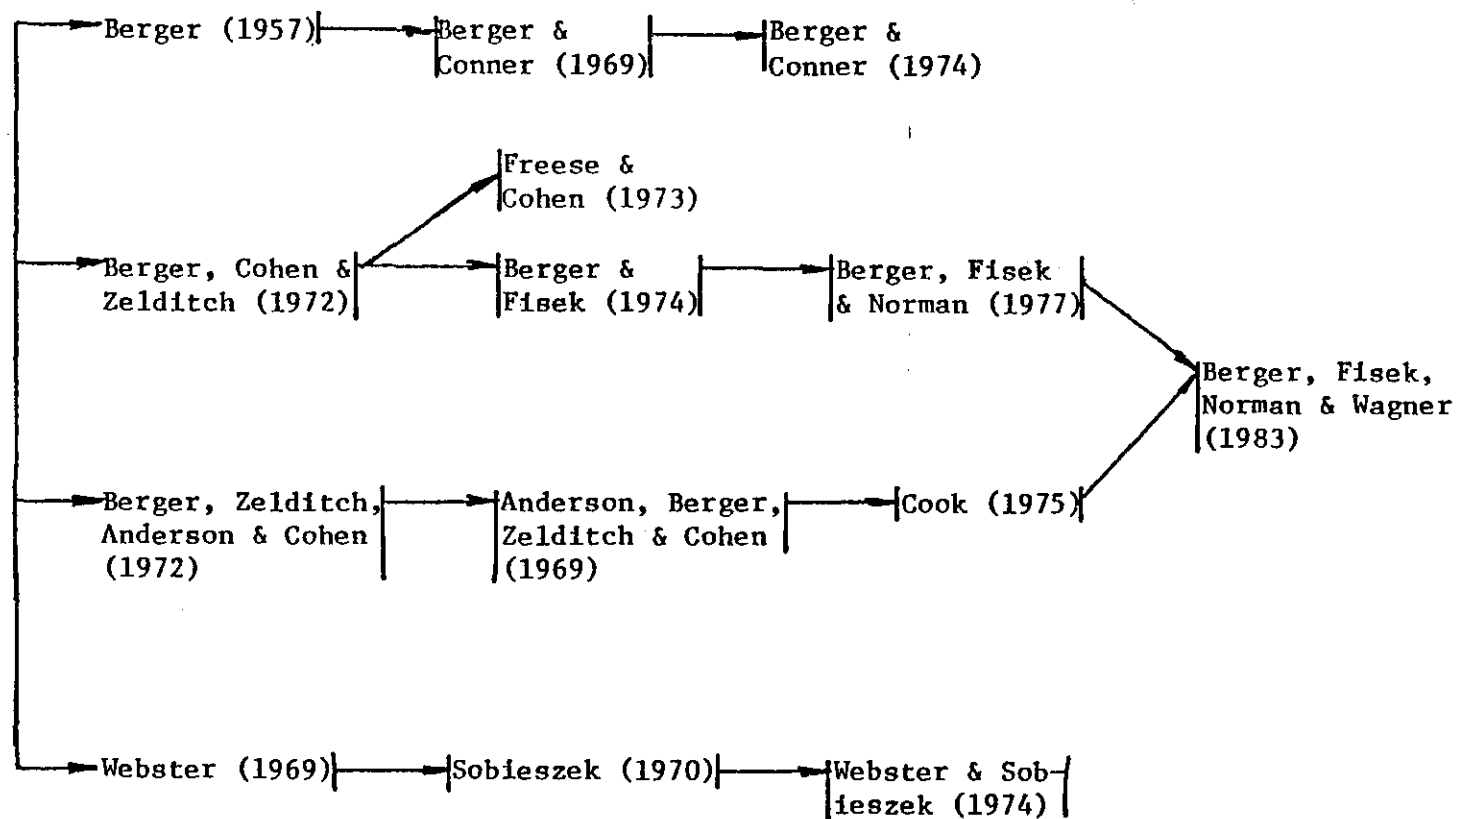 Berger (1957)
Berger &
Conner (1969)
Berger &
Conner (1974)
Freese &
Cohen (1973)
Berger, Cohen &
Zelditch (1972)
Berger &
Fisek (1974)
Berger, Fisek
& Norman (1977)
Berger, Fisek,
Norman & Wagner
(1983)
Berger, Zelditch,
Anderson & Cohen
(1972)
Anderson, Berger,
Zelditch & Cohen
(1969)
Cook (1975)
Webster (1969)
Sobieszek (1970)
Webster & Sob-
ieszek (1974)